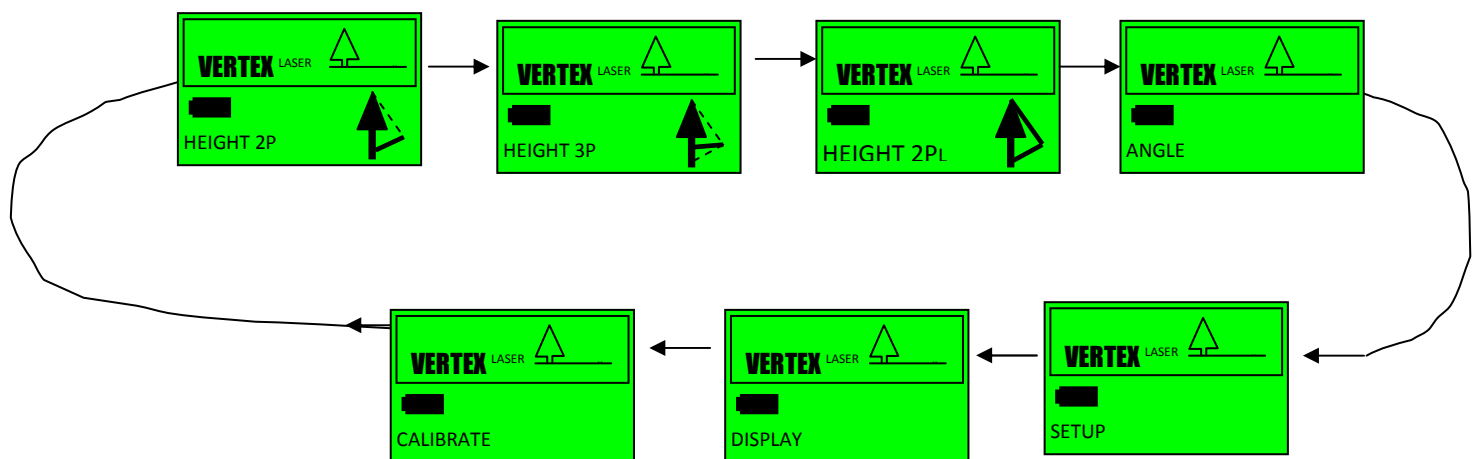 VERTEX LASER
HEIGHT 2P
VERTEX LASER
HEIGHT 3P
VERTEX LASER
HEIGHT 2PL
VERTEX LASER
ANGLE
VERTEX LASER
SETUP
VERTEX LASER
DISPLAY
VERTEX LASER
CALIBRATE